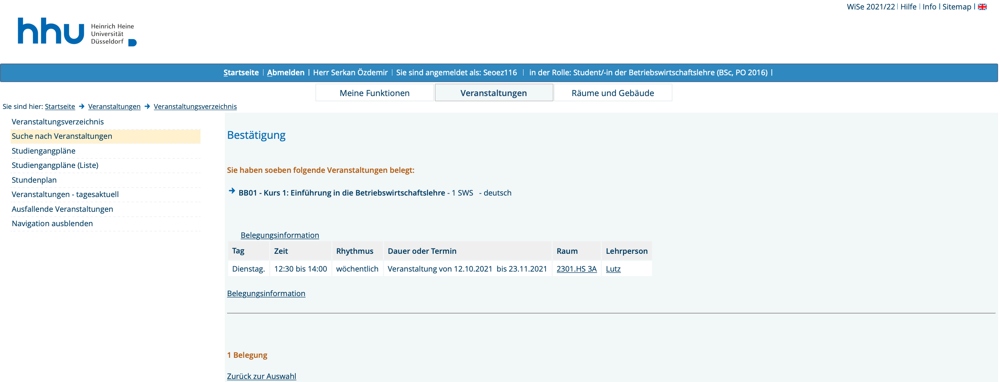 WiSe 2021/22 | Hilfe | Info | Sitemap |
hhu Heinrich Heine
Universität
Düsseldorf
Startseite | Abmelden | Herr Serkan Özdemir | Sie sind angemeldet als: Seoez116 | in der Rolle: Student/-in der Betriebswirtschaftslehre (BSc, PO 2016) |
Meine Funktionen Veranstaltungen Räume und Gebäude
Sie sind hier: Startseite → Veranstaltungen → Veranstaltungsverzeichnis
Veranstaltungsverzeichnis
Suche nach Veranstaltungen
Studiengangpläne
Studiengangpläne (Liste)
Stundenplan
Veranstaltungen - tagesaktuell
Ausfallende Veranstaltungen
Navigation ausblenden
Bestätigung
Sie haben soeben folgende Veranstaltungen belegt:
→ BB01 - Kurs 1: Einführung in die Betriebswirtschaftslehre - 1 SWS - deutsch
Belegungsinformation
Tag Zeit Rhythmus Dauer oder Termin Raum Lehrperson
Dienstag. 12:30 bis 14:00 wöchentlich Veranstaltung von 12.10.2021 bis 23.11.2021 2301.HS 3A Lutz
Belegungsinformation
1 Belegung
Zurück zur Auswahl